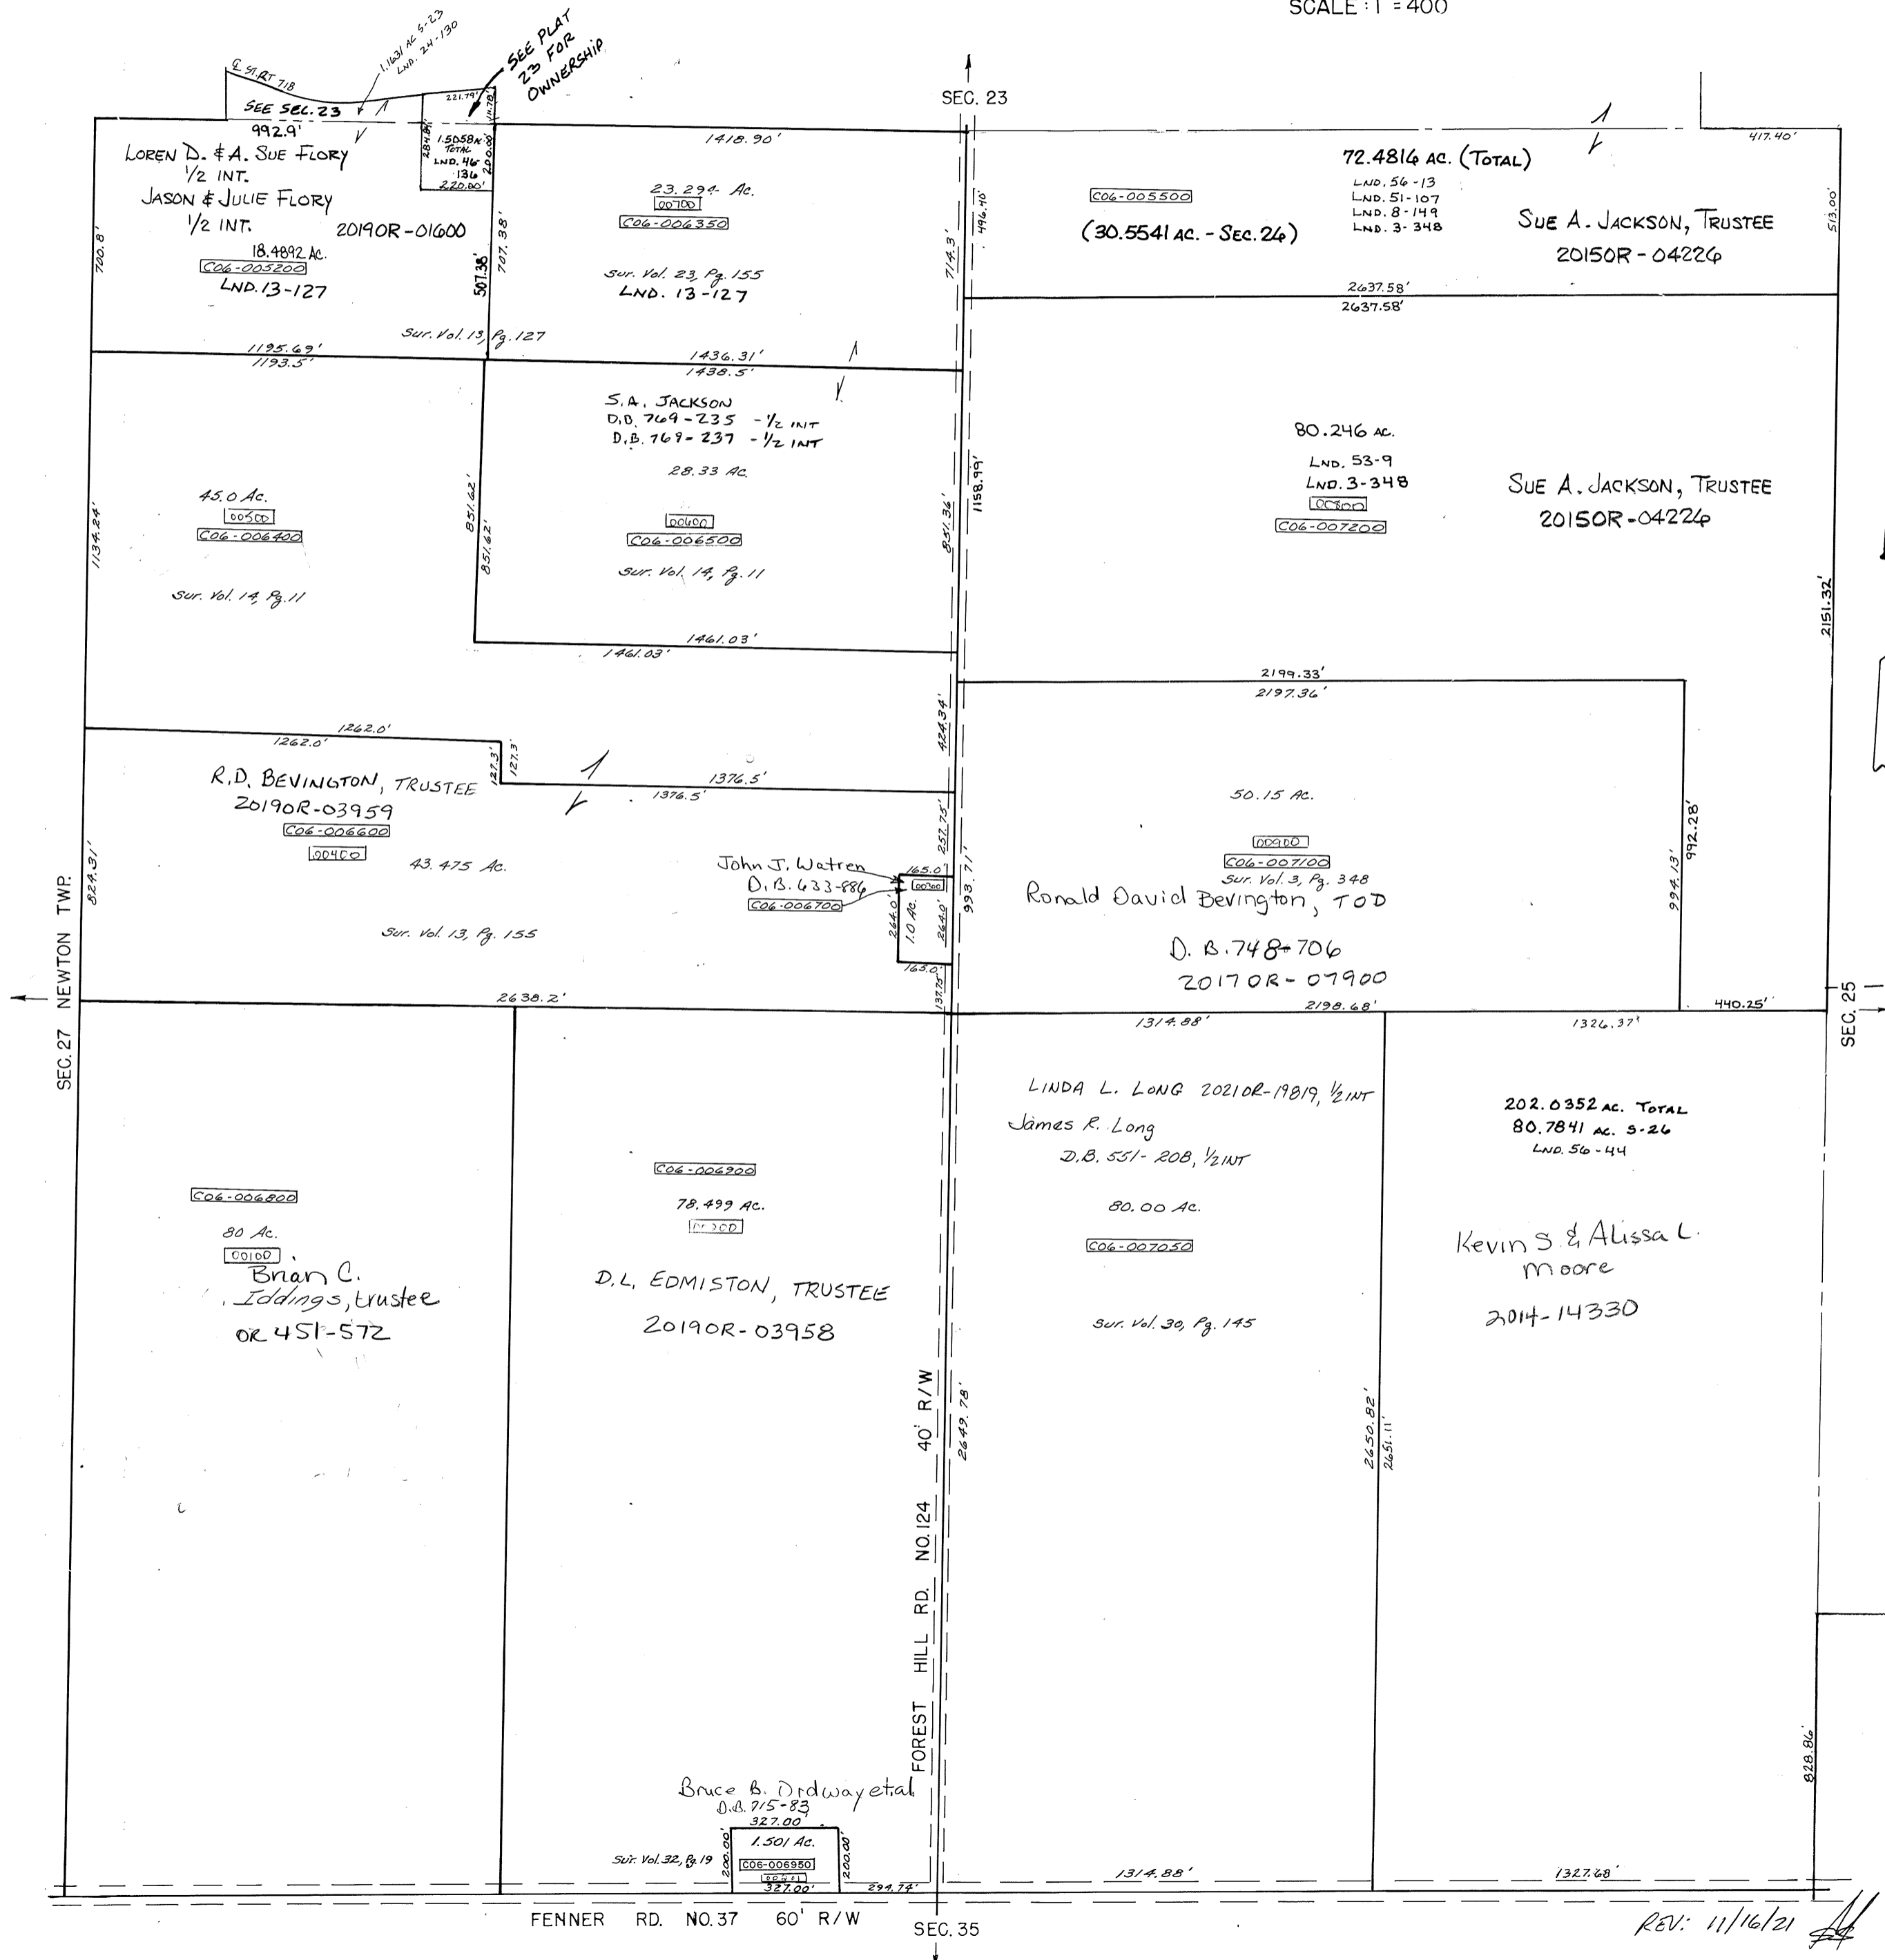 SCALE : 1 = 400
1.1631 AC S-23
LND. 24-130
SEE PLAT
23 FOR
OWNERSHIP
℄ ST. RT 718
SEE SEC. 23
992.9'
221.79'
SEC. 23
1418.90'
417.40'
LOREN D. & A. SUE FLORY
1/2 INT.
JASON & JULIE FLORY
1/2 INT.
20190R-01600
18.4892 AC.
C06-005200
LND. 13-127
700.8'
284.89'
TOTAL
LND. 46
136
200.00'
220.00'
507.38'
707.38'
23.294 Ac.
00700
C06-006350
Sur. Vol. 23, Pg. 155
LND. 13-127
714.3'
496.40'
C06-005500
(30.5541 AC. - SEC. 26)
72.4816 AC. (TOTAL)
LND. 56-13
LND. 51-107
LND. 8-149
LND. 3-348
SUE A. JACKSON, TRUSTEE
20150R-04226
513.00'
2637.58'
2637.58'
Sur. Vol. 13, Pg. 127
1195.69'
1193.5'
1436.31'
1438.5'
S.A. JACKSON
D.B. 769-235 - 1/2 INT
D.B. 769-237 - 1/2 INT
28.33 Ac.
00600
C06-006500
Sur. Vol. 14, Pg. 11
45.0 Ac.
00500
C06-006400
Sur. Vol. 14, Pg. 11
1134.24'
851.62'
851.62'
851.36'
1158.99'
80.246 AC.
LND. 53-9
LND. 3-348
00800
C06-007200
SUE A. JACKSON, TRUSTEE
20150R-04226
2151.32'
1461.03'
1461.03'
2199.33'
2197.36'
424.34'
1262.0'
1262.0'
127.3'
127.3'
1376.5'
1376.5'
R.D. BEVINGTON, TRUSTEE
20190R-03959
C06-006600
00400
43.475 Ac.
Sur. Vol. 13, Pg. 155
824.31'
257.75'
John J. Watren
D.B. 633-886
C06-006700
165.0'
00300
264.0'
1.0 Ac.
264.0'
165.0'
137.75'
993.71'
50.15 Ac.
00900
C06-007100
Sur. Vol. 3, Pg. 348
Ronald David Bevington, TOD
D. B. 748-706
20170R-07900
994.13'
992.28'
SEC. 27 NEWTON TWP.
2638.2'
1314.88'
2198.68'
440.25'
1326.37'
SEC. 25
LINDA L. LONG 20210R-19819, 1/2 INT
James R. Long
D.B. 551-208, 1/2 INT
80.00 Ac.
C06-007050
Sur. Vol. 30, Pg. 145
202.0352 AC. TOTAL
80.7841 AC. S-26
LND. 56-44
Kevin S. & Alissa L.
Moore
2014-14330
C06-006800
80 Ac.
00100
Brian C.
Iddings, trustee
OR 451-572
C06-006900
78.499 Ac.
D.L. EDMISTON, TRUSTEE
20190R-03958
FOREST HILL RD. NO. 124 40' R/W
2649.78'
2650.82'
2651.11'
828.86'
Bruce B. Ordway etal
D.B. 715-83
327.00'
1.501 Ac.
Sur. Vol. 32, Pg. 19
200.00'
C06-006950
200.00'
327.00'
294.74'
1314.88'
1327.68'
FENNER RD. NO. 37 60' R/W
SEC. 35
REV: 11/16/21